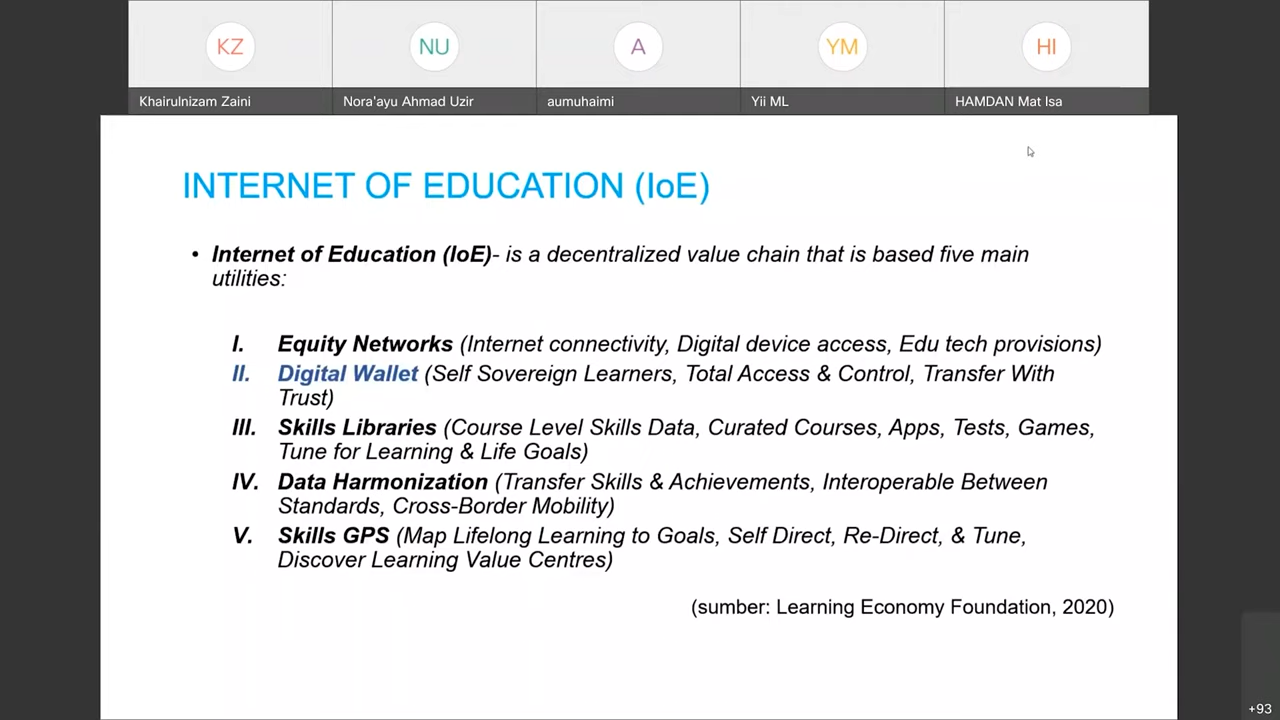 KZ
NU
A
YM
HI
Khairulnizam Zaini
Nora'ayu Ahmad Uzir
aumuhaimi
Yii ML
HAMDAN Mat Isa
INTERNET OF EDUCATION (IoE)
• Internet of Education (IoE)- is a decentralized value chain that is based five main
utilities:
I. Equity Networks (Internet connectivity, Digital device access, Edu tech provisions)
II. Digital Wallet (Self Sovereign Learners, Total Access & Control, Transfer With
Trust)
III. Skills Libraries (Course Level Skills Data, Curated Courses, Apps, Tests, Games,
Tune for Learning & Life Goals)
IV. Data Harmonization (Transfer Skills & Achievements, Interoperable Between
Standards, Cross-Border Mobility)
V. Skills GPS (Map Lifelong Learning to Goals, Self Direct, Re-Direct, & Tune,
Discover Learning Value Centres)
(sumber: Learning Economy Foundation, 2020)
+93